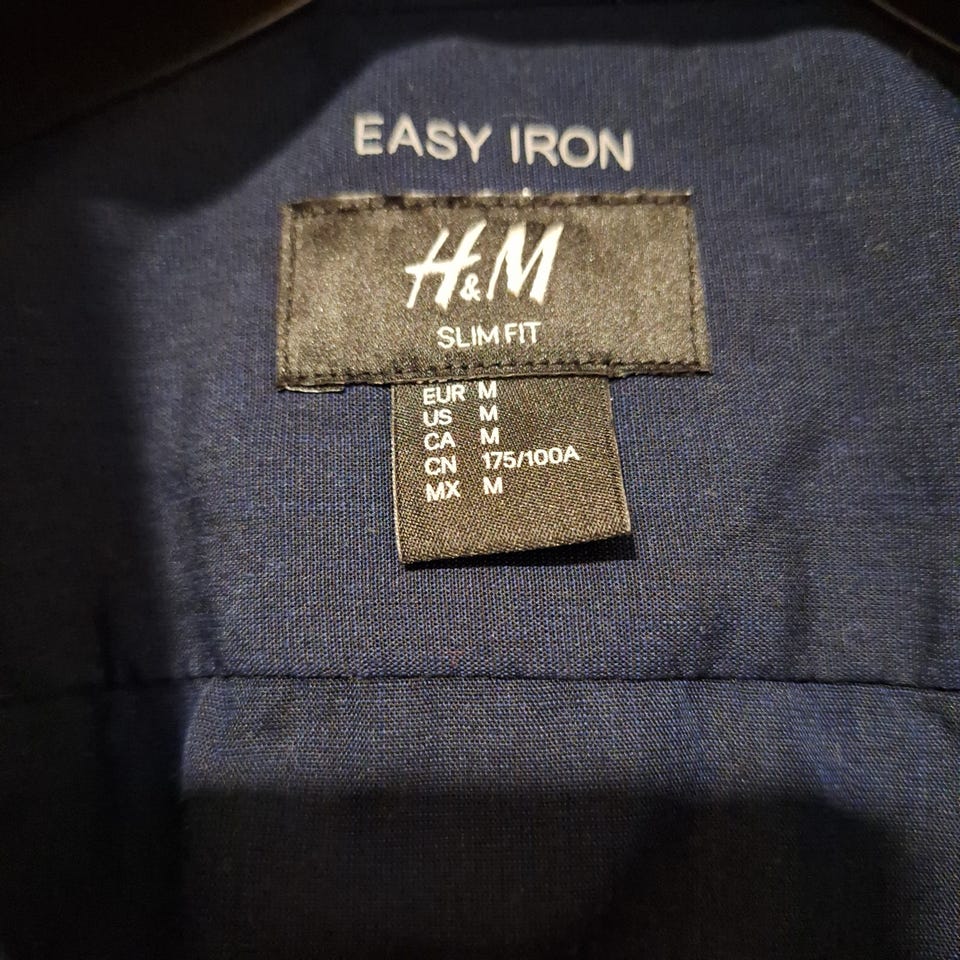 EASY IRON
H&M
SLIM FIT
EUR M
US M
CA M
CN 175/100A
MX M